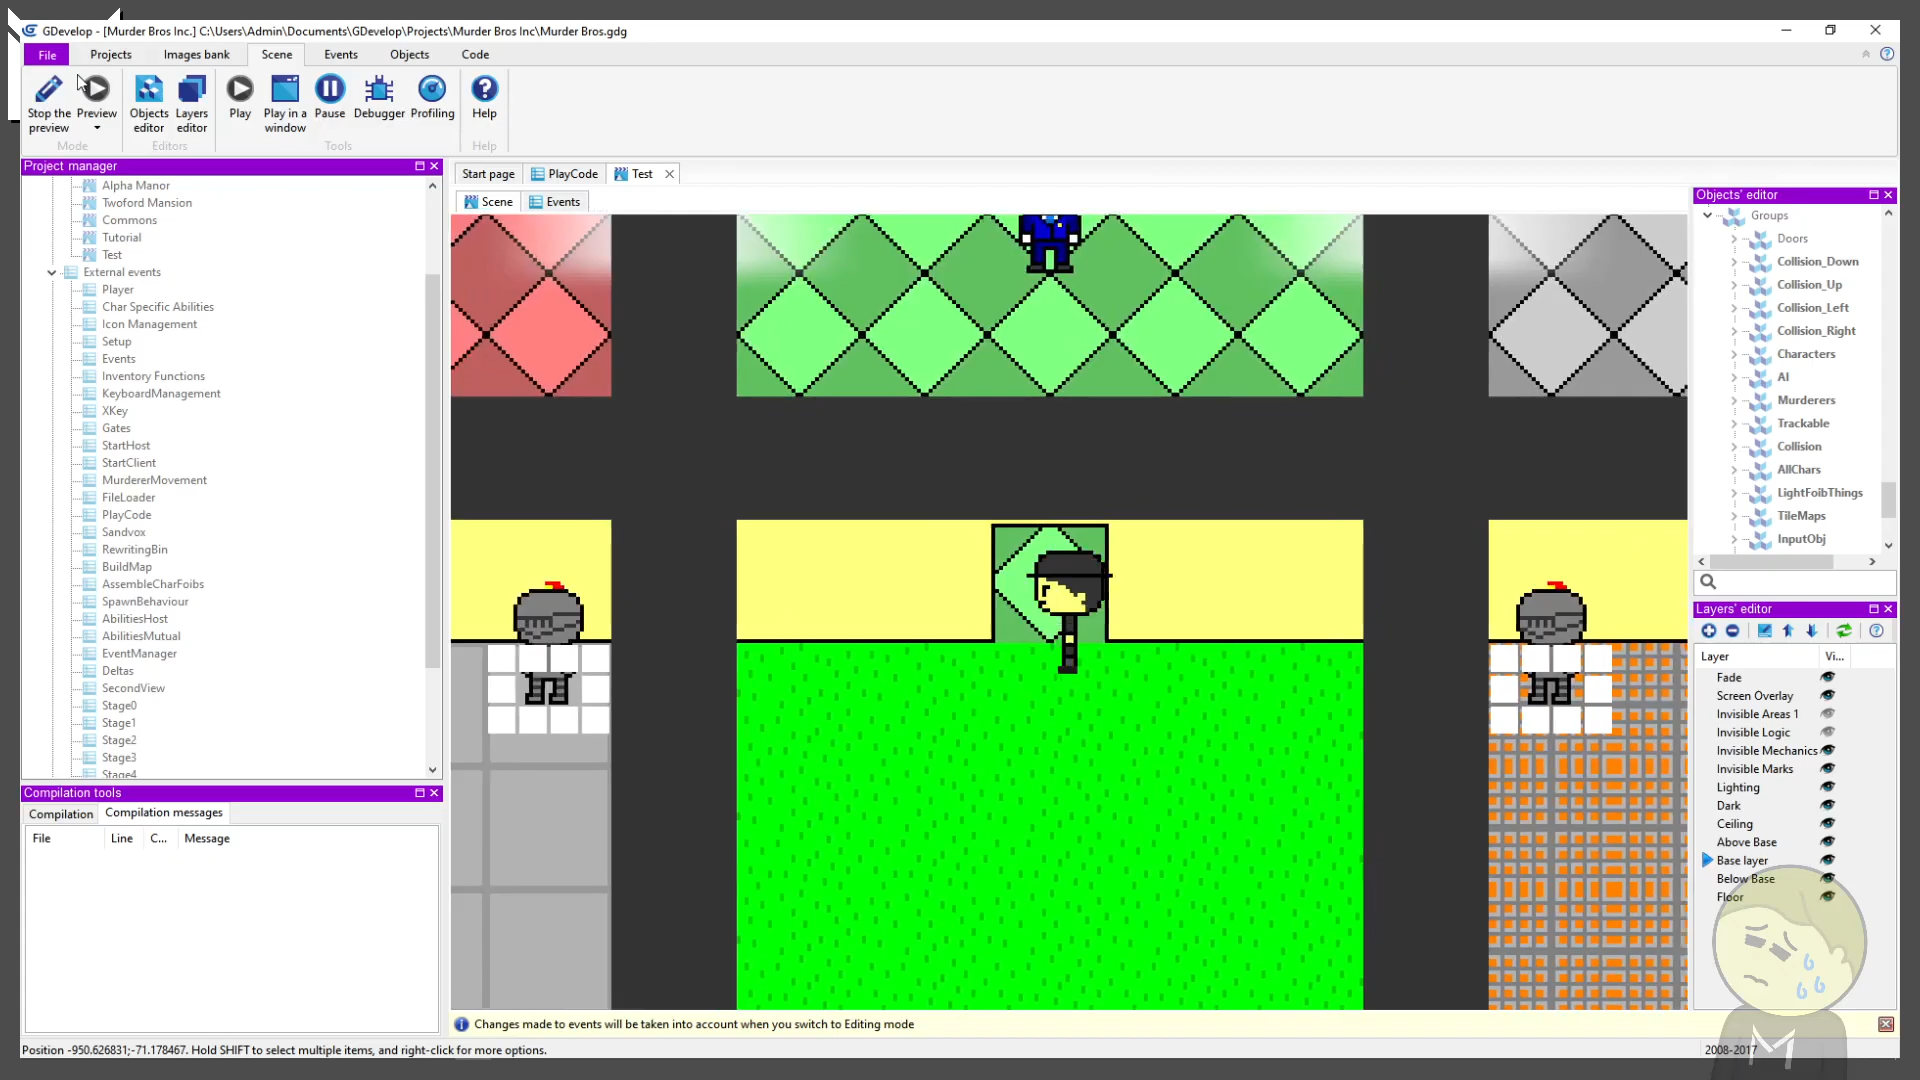 GDevelop - [Murder Bros Inc.] C:\Users\Admin\Documents\GDevelop\Projects\Murder Bros Inc\Murder Bros.gdg
File Projects Images bank Scene Events Objects Code
Stop the preview Preview Objects editor Layers editor Play Play in a window Pause Debugger Profiling Help
Mode Editors Tools Help
Project manager
Alpha Manor
Twoford Mansion
Commons
Tutorial
Test
External events
Player
Char Specific Abilities
Icon Management
Setup
Events
Inventory Functions
KeyboardManagement
XKey
Gates
StartHost
StartClient
MurdererMovement
FileLoader
PlayCode
Sandvox
RewritingBin
BuildMap
AssembleCharFoibs
SpawnBehaviour
AbilitiesHost
AbilitiesMutual
EventManager
Deltas
SecondView
Stage0
Stage1
Stage2
Stage3
Stage4
Compilation tools
Compilation Compilation messages
File Line C... Message
Start page PlayCode Test
Scene Events
Changes made to events will be taken into account when you switch to Editing mode
Objects' editor
Groups
Doors
Collision_Down
Collision_Up
Collision_Left
Collision_Right
Characters
AI
Murderers
Trackable
Collision
AllChars
LightFoibThings
TileMaps
InputObj
Layers' editor
Layer Vi...
Fade
Screen Overlay
Invisible Areas 1
Invisible Logic
Invisible Mechanics
Invisible Marks
Lighting
Dark
Ceiling
Above Base
Base layer
Below Base
Floor
Position -950.626831;-71.178467. Hold SHIFT to select multiple items, and right-click for more options.
2008-2017